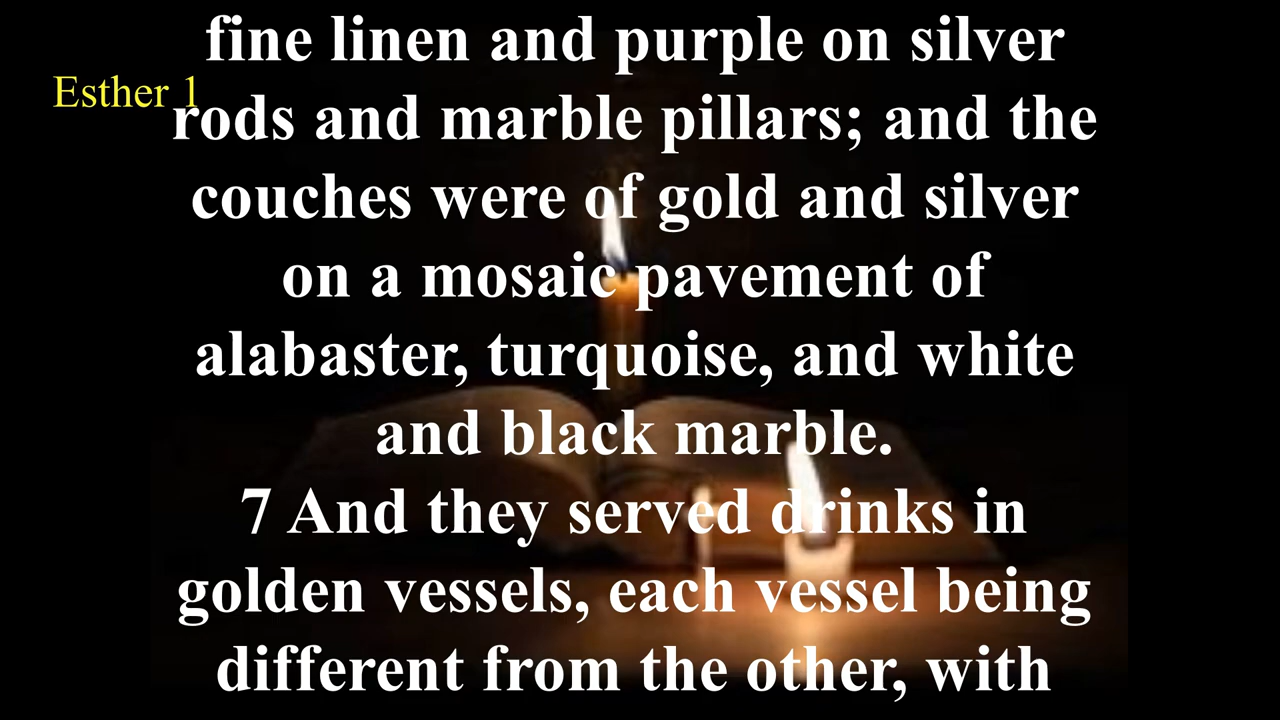 fine linen and purple on silver
Esther 1
rods and marble pillars; and the
couches were of gold and silver
on a mosaic pavement of
alabaster, turquoise, and white
and black marble.
7 And they served drinks in
golden vessels, each vessel being
different from the other, with